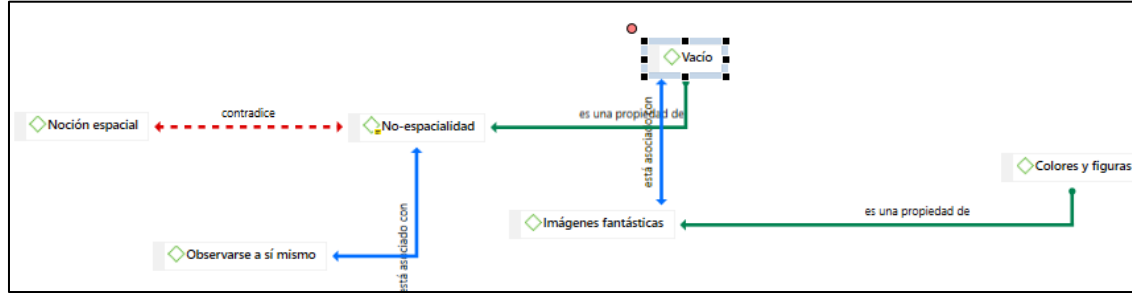 Vacío
contradice
es una propiedad de
Noción espacial
No-espacialidad
está asociado con
Colores y figuras
es una propiedad de
Imágenes fantásticas
Observarse a sí mismo
está asociado con